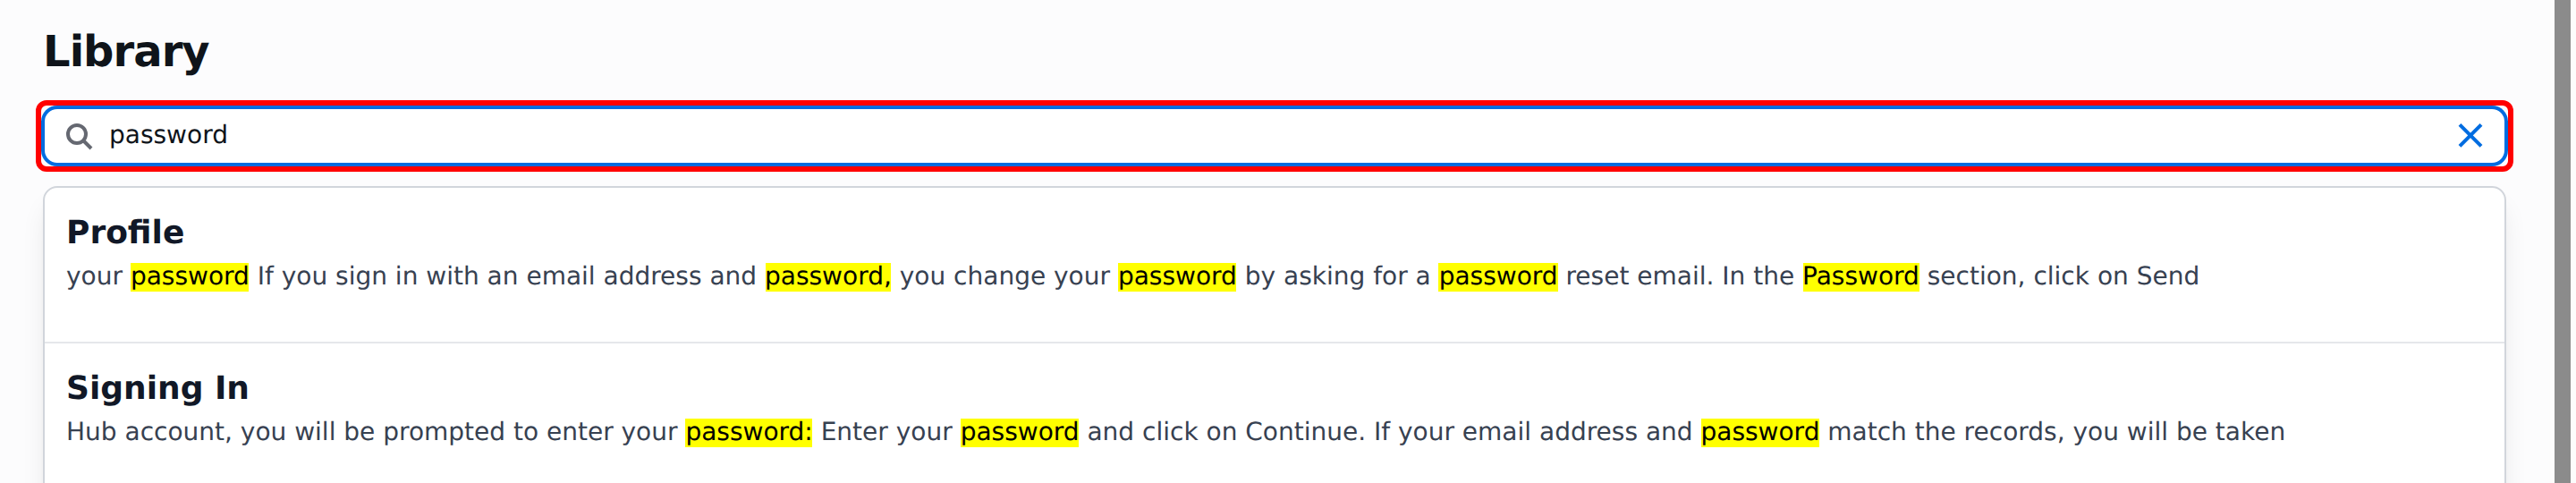 Library
password
Profile
your password If you sign in with an email address and password, you change your password by asking for a password reset email. In the Password section, click on Send
Signing In
Hub account, you will be prompted to enter your password: Enter your password and click on Continue. If your email address and password match the records, you will be taken